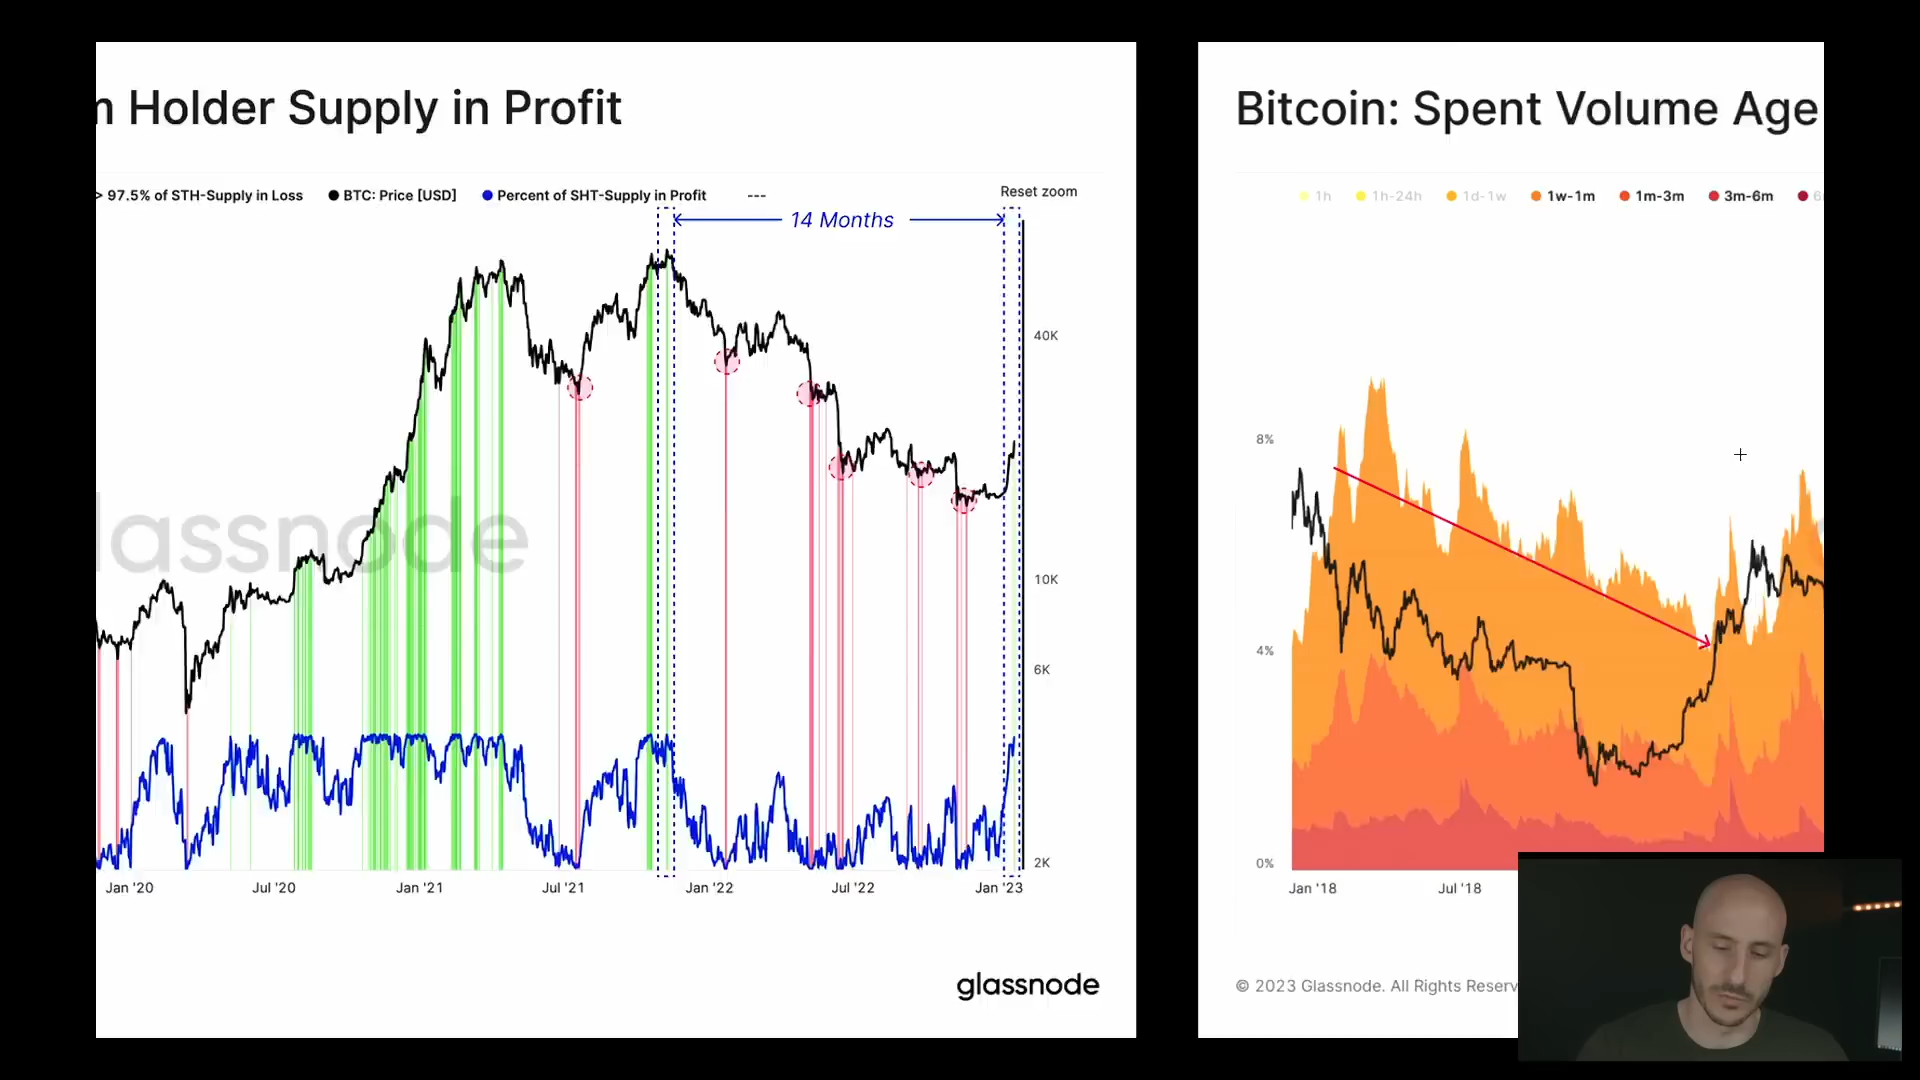 n Holder Supply in Profit
> 97.5% of STH-Supply in Loss
BTC: Price [USD]
Percent of SHT-Supply in Profit
---
Reset zoom
14 Months
40K
10K
6K
2K
lassnode
Jan '20
Jul '20
Jan '21
Jul '21
Jan '22
Jul '22
Jan '23
glassnode
Bitcoin: Spent Volume Age
1h
1h-24h
1d-1w
1w-1m
1m-3m
3m-6m
6
8%
4%
0%
Jan '18
Jul '18
© 2023 Glassnode. All Rights Reserv